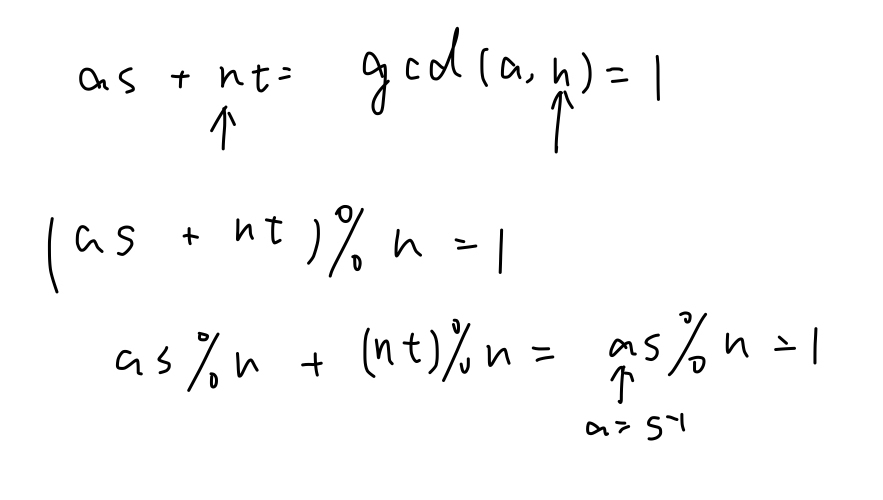 as + nt = gcd(a, n) = 1
(as + nt)% n = 1
as%n + (nt)%n = as%n = 1
a = s⁻¹